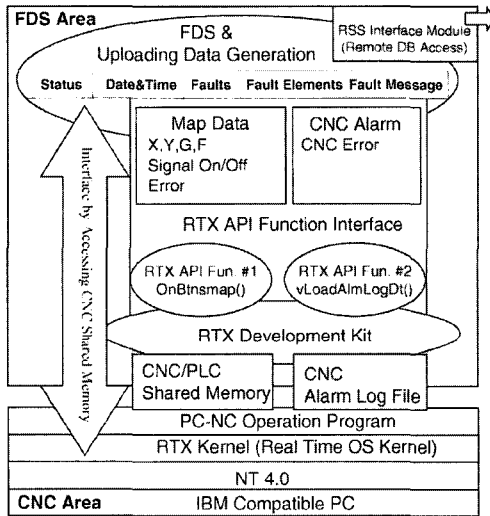 FDS Area
FDS &
Uploading Data Generation
RSS Interface Module
(Remote DB Access)
Status Date&Time Faults Fault Elements Fault Message
Interface by Accessing CNC Shared Memory
Map Data
X,Y,G,F
Signal On/Off
Error
CNC Alarm
CNC Error
RTX API Function Interface
RTX API Fun. #1
OnBtnsmap()
RTX API Fun. #2
vLoadAlmLogDt()
RTX Development Kit
CNC/PLC
Shared Memory
CNC
Alarm Log File
PC-NC Operation Program
RTX Kernel (Real Time OS Kernel)
NT 4.0
CNC Area
IBM Compatible PC